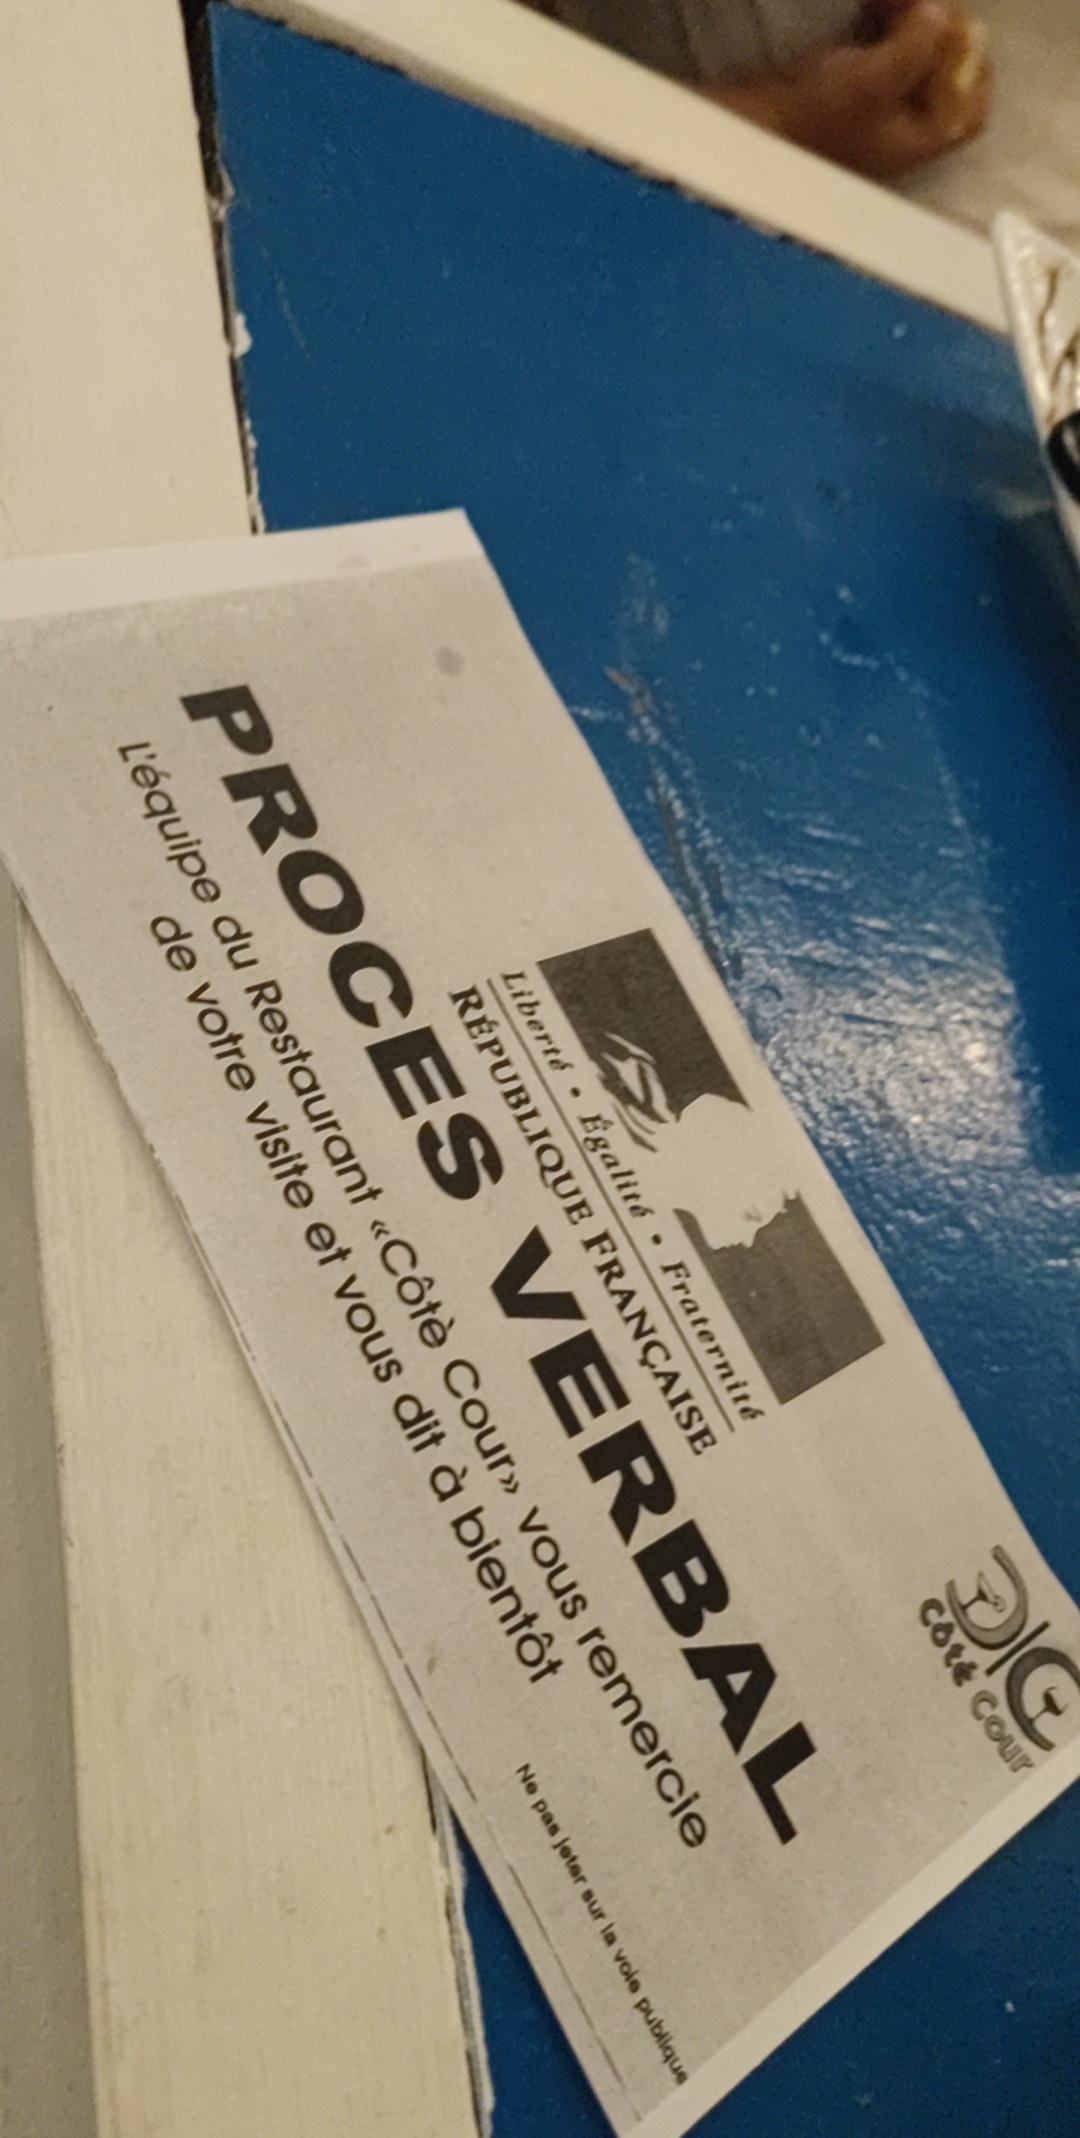 Côté Cour
Liberté • Égalité • Fraternité
RÉPUBLIQUE FRANÇAISE
PROCES VERBAL
L'équipe du Restaurant «Côtè Cour» vous remercie
de votre visite et vous dit à bientôt
Ne pas jeter sur la voie publique